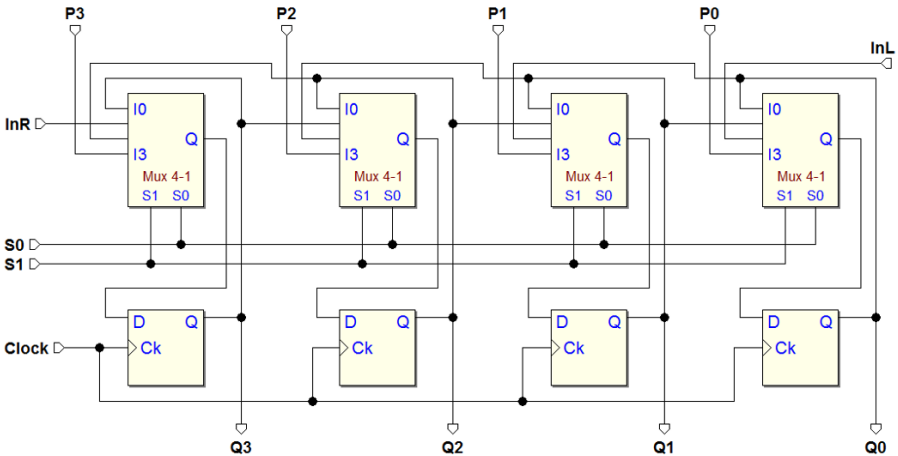 P3 P2 P1 P0
InL
I0 I0 I0 I0
InR
Q Q Q Q
I3 I3 I3 I3
Mux 4-1 Mux 4-1 Mux 4-1 Mux 4-1
S1 S0 S1 S0 S1 S0 S1 S0
S0
S1
D Q D Q D Q D Q
Clock Ck Ck Ck Ck
Q3 Q2 Q1 Q0